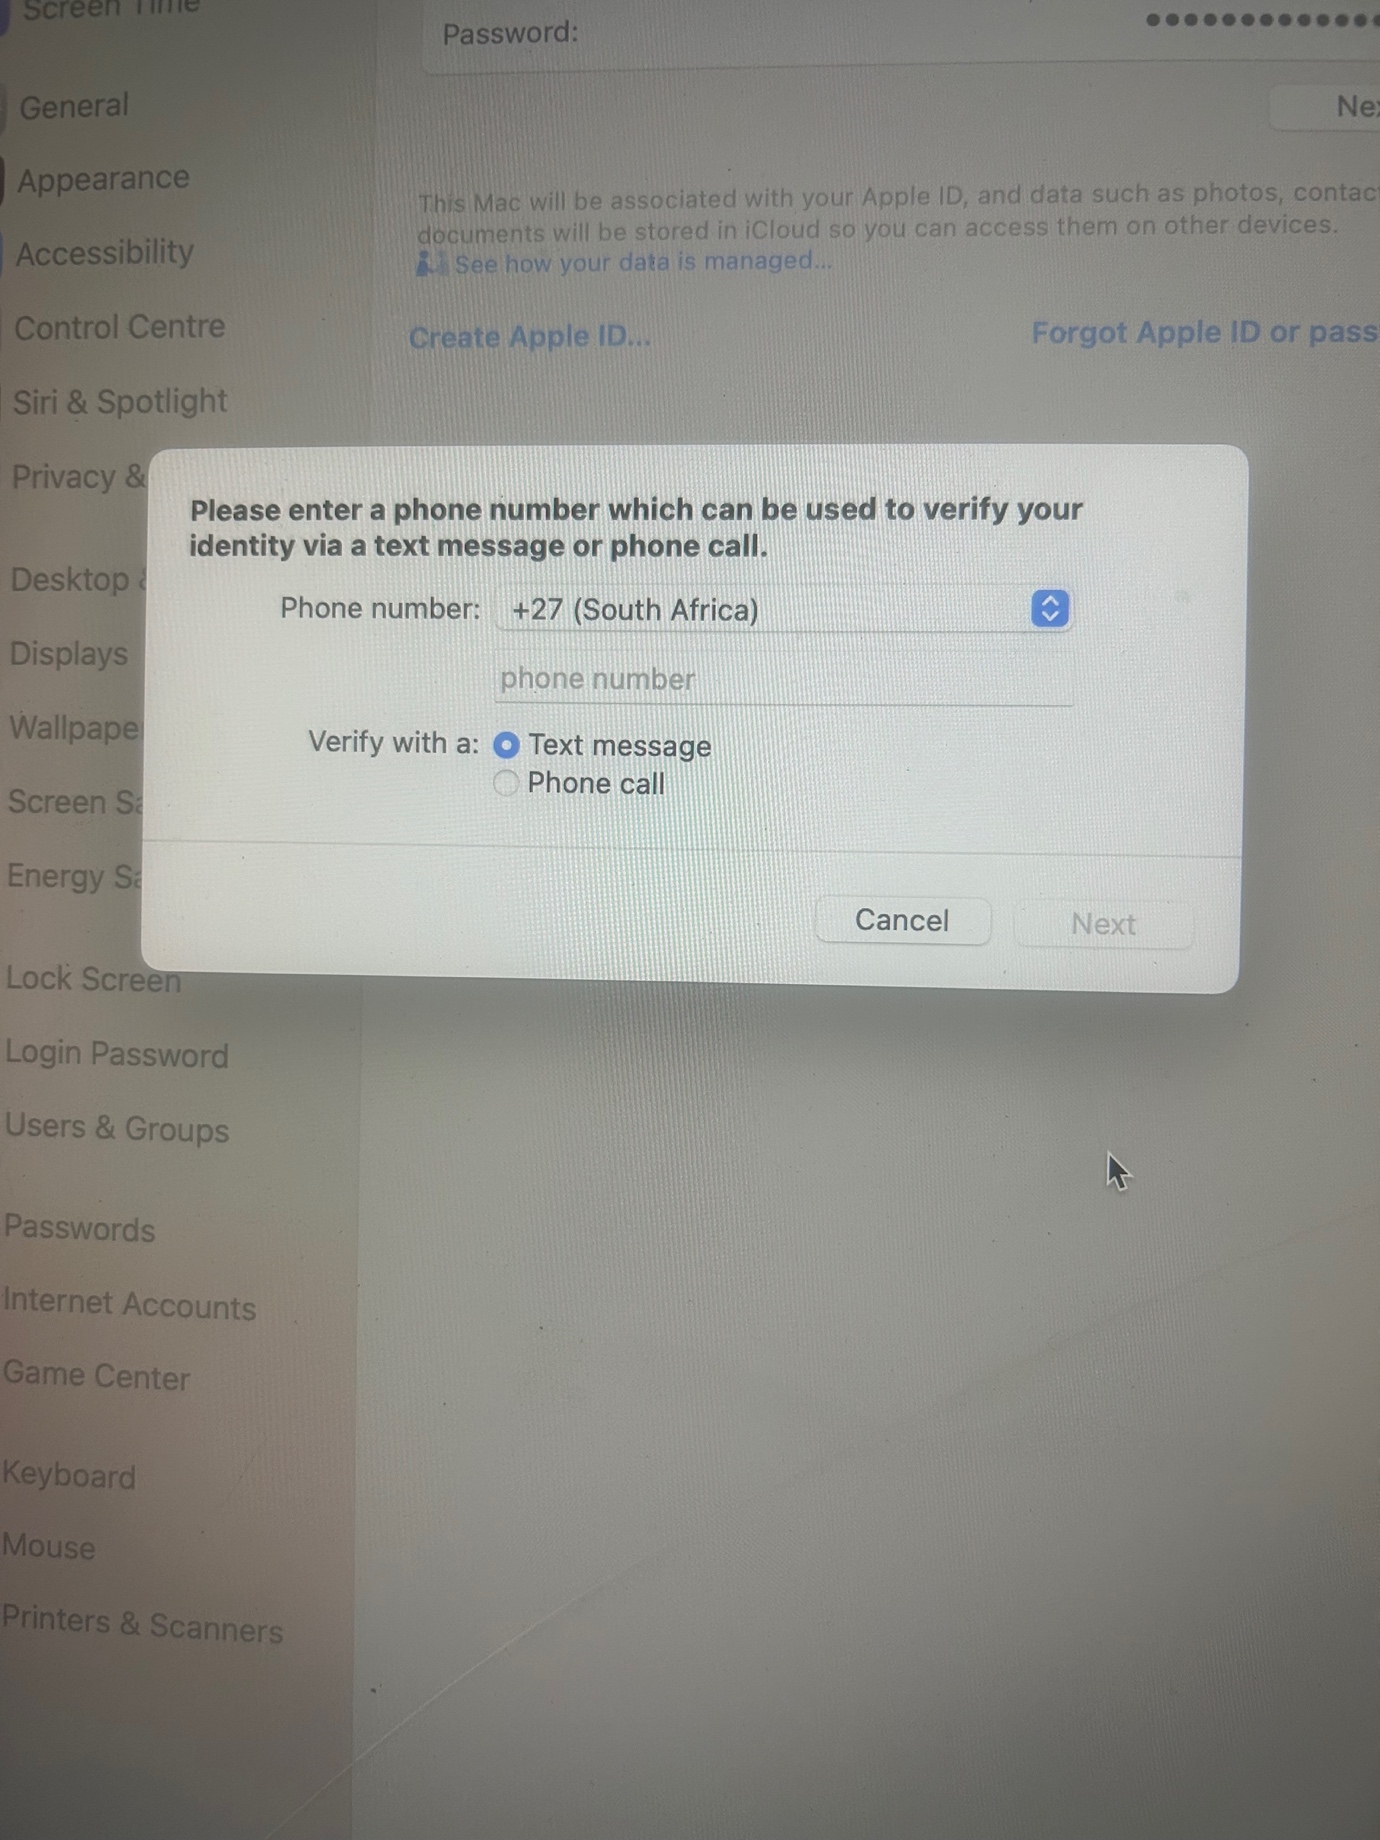 Screen Time
General
Appearance
Accessibility
Control Centre
Siri & Spotlight
Privacy &
Desktop
Displays
Wallpape
Screen Sa
Energy Sa
Lock Screen
Login Password
Users & Groups
Passwords
Internet Accounts
Game Center
Keyboard
Mouse
Printers & Scanners
Password:
Nex
This Mac will be associated with your Apple ID, and data such as photos, contac
documents will be stored in iCloud so you can access them on other devices.
See how your data is managed...
Create Apple ID... Forgot Apple ID or pass
Please enter a phone number which can be used to verify your
identity via a text message or phone call.
Phone number: +27 (South Africa)
phone number
Verify with a: Text message
Phone call
Cancel Next